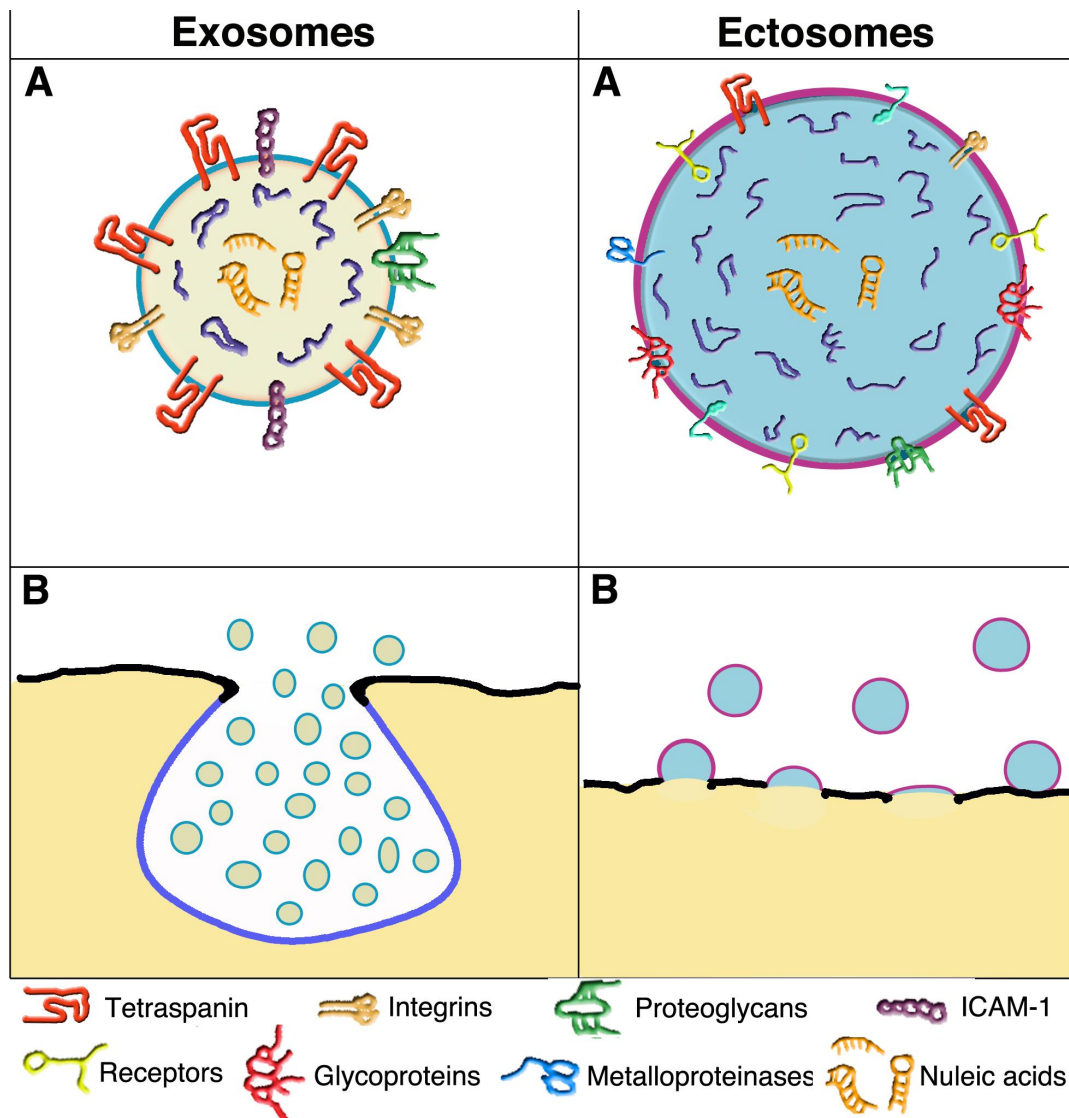 Exosomes
Ectosomes
A
A
B
B
Tetraspanin
Integrins
Proteoglycans
ICAM-1
Receptors
Glycoproteins
Metalloproteinases
Nuleic acids